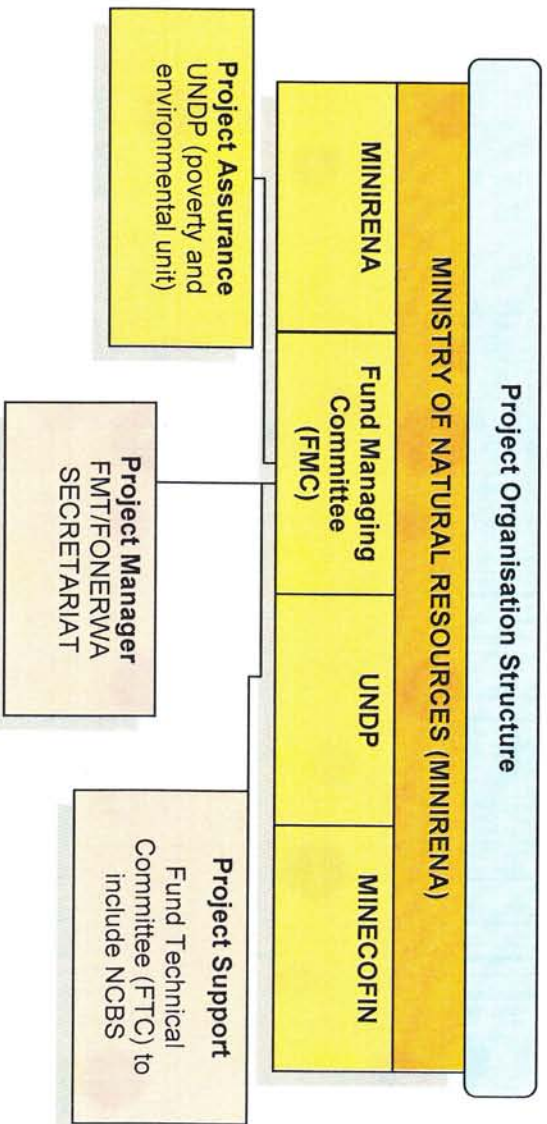 Project Organisation Structure
MINISTRY OF NATURAL RESOURCES (MINIRENA)
MINIRENA
Fund Managing
Committee
(FMC)
UNDP
MINECOFIN
Project Assurance
UNDP (poverty and
environmental unit)
Project Manager
FMT/FONERWA
SECRETARIAT
Project Support
Fund Technical
Committee (FTC) to
include NCBS